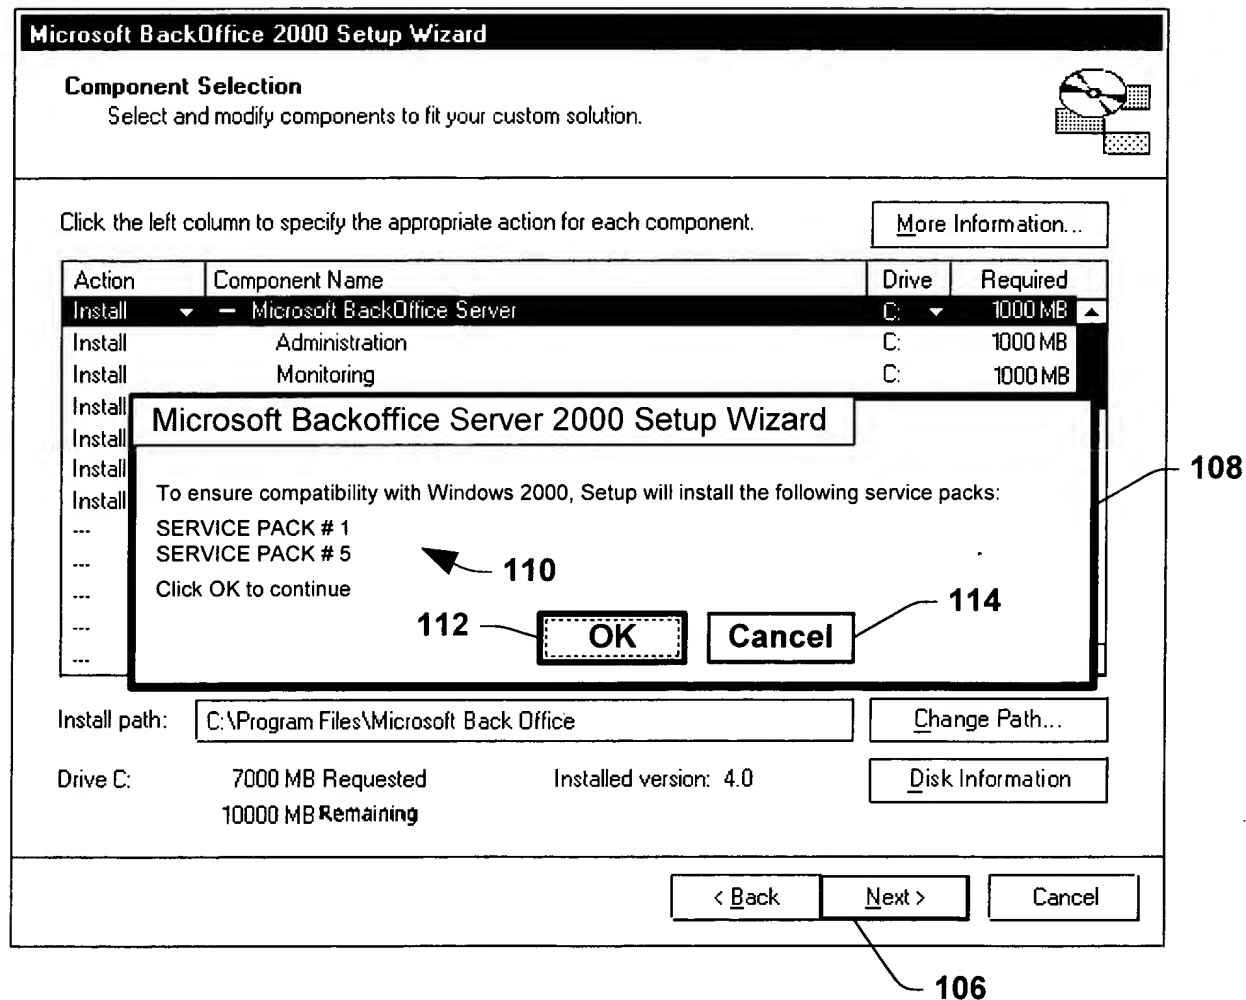 Microsoft BackOffice 2000 Setup Wizard
Component Selection
Select and modify components to fit your custom solution.
Click the left column to specify the appropriate action for each component.
More Information...
Action Component Name Drive Required
Install Microsoft BackOffice Server C: 1000 MB
Install Administration C: 1000 MB
Install Monitoring C: 1000 MB
Install
Install
Install
Install
---
---
---
---
---
Microsoft Backoffice Server 2000 Setup Wizard
To ensure compatibility with Windows 2000, Setup will install the following service packs:
SERVICE PACK # 1
SERVICE PACK # 5
Click OK to continue
OK Cancel
108
110
112
114
Install path: C:\Program Files\Microsoft Back Office Change Path...
Drive C: 7000 MB Requested Installed version: 4.0 Disk Information
10000 MB Remaining
< Back Next > Cancel
106